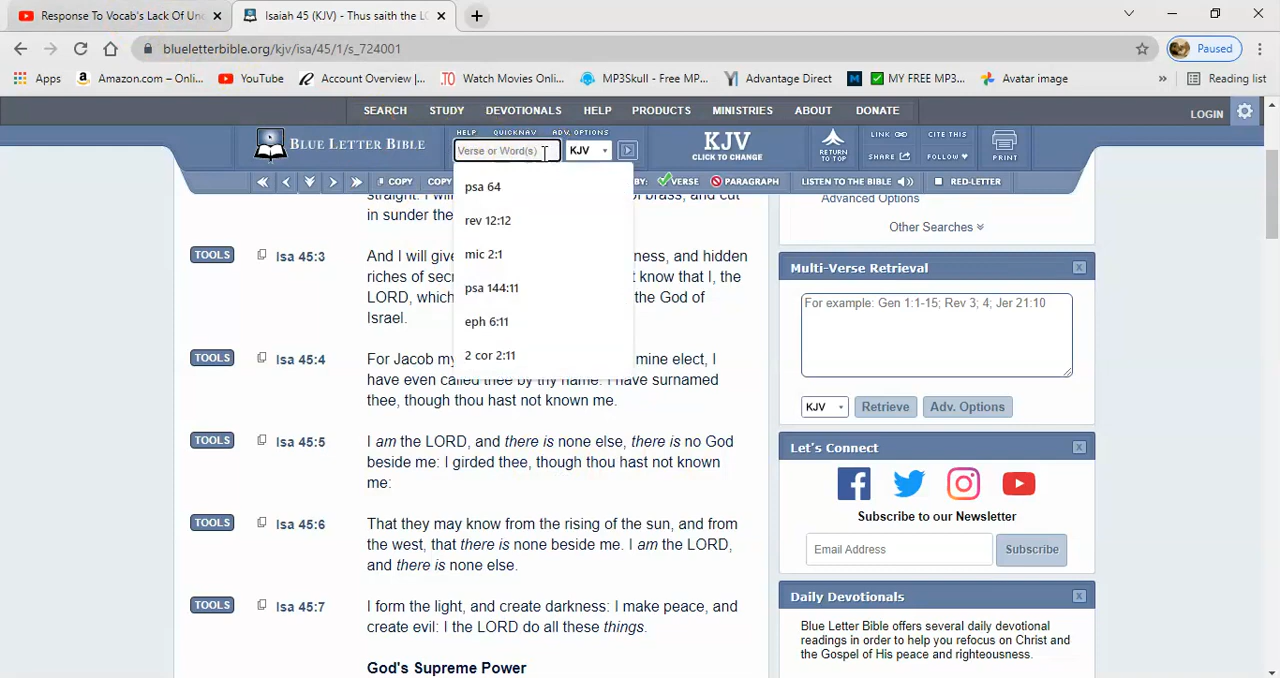 Response To Vocab's Lack Of Un
Isaiah 45 (KJV) - Thus saith the L
blueletterbible.org/kjv/isa/45/1/s_724001
Paused
Apps
Amazon.com – Onli...
YouTube
Account Overview |...
Watch Movies Onli...
MP3Skull - Free MP...
Advantage Direct
MY FREE MP3...
Avatar image
»
Reading list
SEARCH
STUDY
DEVOTIONALS
HELP
PRODUCTS
MINISTRIES
ABOUT
DONATE
LOGIN
BLUE LETTER BIBLE
HELP
QUICKNAV
ADV. OPTIONS
Verse or Word(s)
KJV
KJV
CLICK TO CHANGE
RETURN
TO TOP
LINK
SHARE
CITE THIS
FOLLOW
PRINT
COPY
COPY
BY:
VERSE
PARAGRAPH
LISTEN TO THE BIBLE
RED-LETTER
psa 64
rev 12:12
mic 2:1
psa 144:11
eph 6:11
2 cor 2:11
in sunder the
TOOLS
Isa 45:3
And I will give ness, and hidden
riches of sec t know that I, the
LORD, which the God of
Israel.
TOOLS
Isa 45:4
For Jacob my mine elect, I
have even called thee by thy name: I have surnamed
thee, though thou hast not known me.
TOOLS
Isa 45:5
I am the LORD, and there is none else, there is no God
beside me: I girded thee, though thou hast not known
me:
TOOLS
Isa 45:6
That they may know from the rising of the sun, and from
the west, that there is none beside me. I am the LORD,
and there is none else.
TOOLS
Isa 45:7
I form the light, and create darkness: I make peace, and
create evil: I the LORD do all these things.
God's Supreme Power
Advanced Options
Other Searches
Multi-Verse Retrieval
For example: Gen 1:1-15; Rev 3; 4; Jer 21:10
KJV
Retrieve
Adv. Options
Let's Connect
Subscribe to our Newsletter
Email Address
Subscribe
Daily Devotionals
Blue Letter Bible offers several daily devotional
readings in order to help you refocus on Christ and
the Gospel of His peace and righteousness.